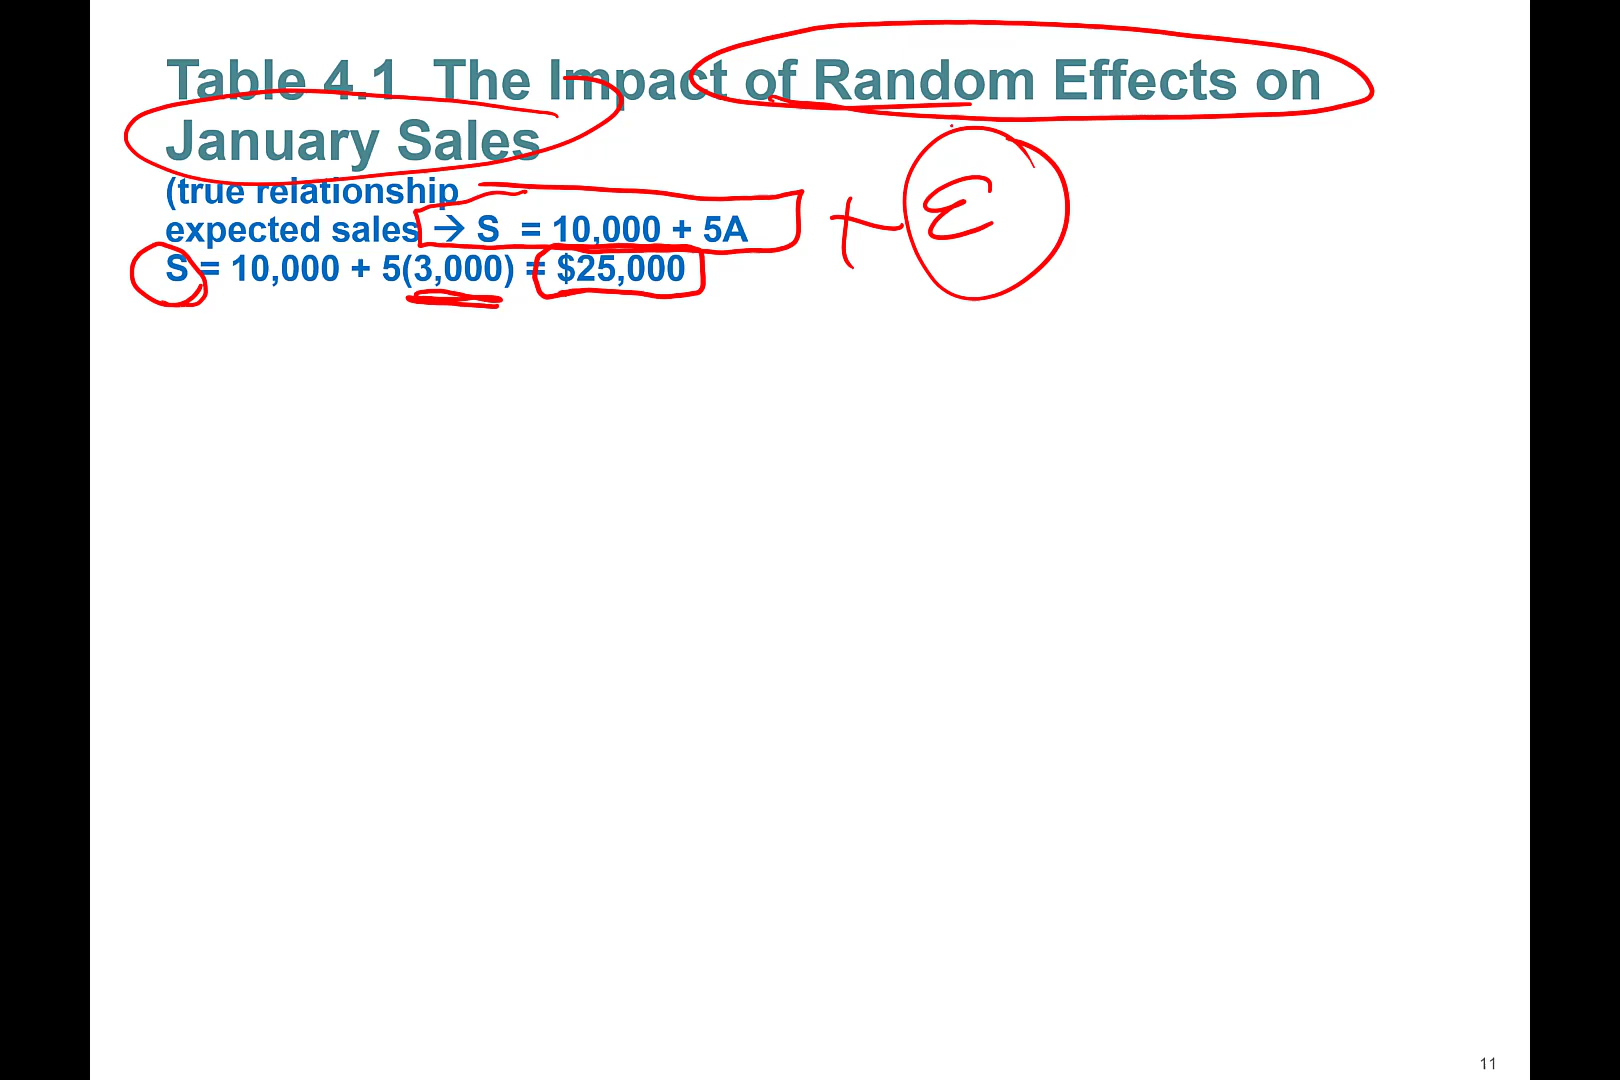 Table 4.1 The Impact of Random Effects on
January Sales
(true relationship
expected sales → S = 10,000 + 5A + ε
S = 10,000 + 5(3,000) = $25,000
11